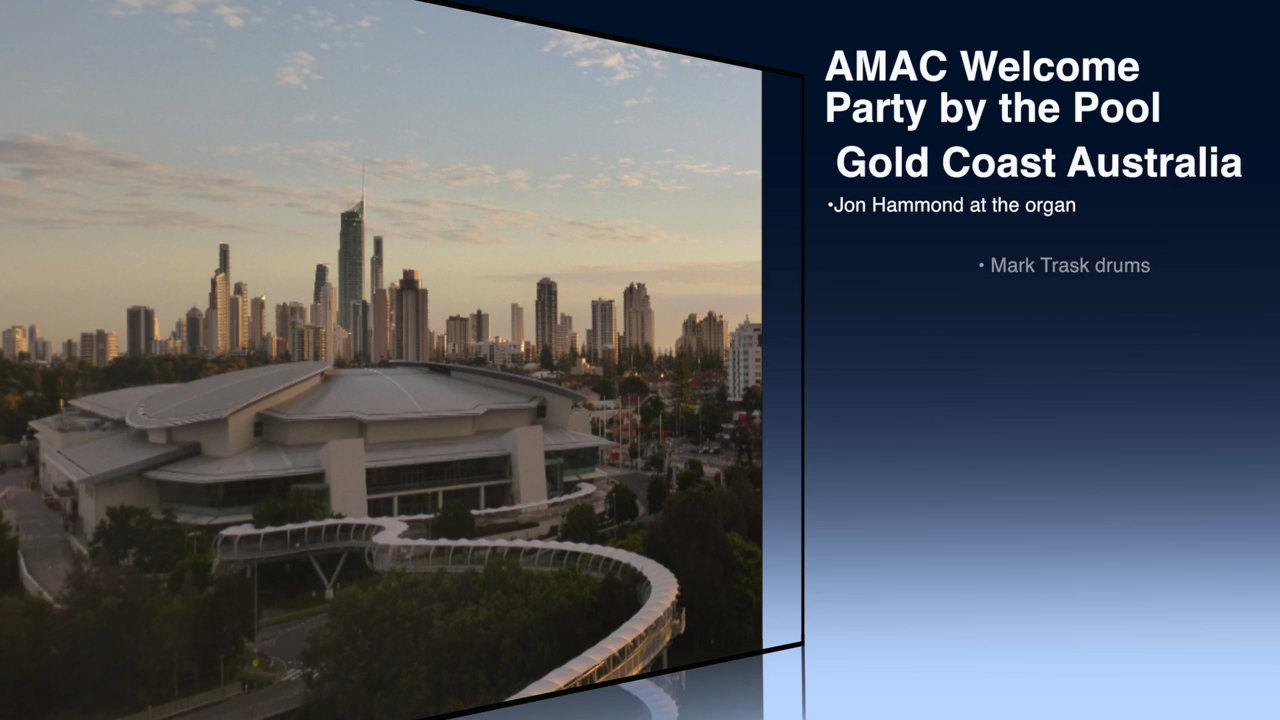 AMAC Welcome
Party by the Pool
Gold Coast Australia
•Jon Hammond at the organ
• Mark Trask drums